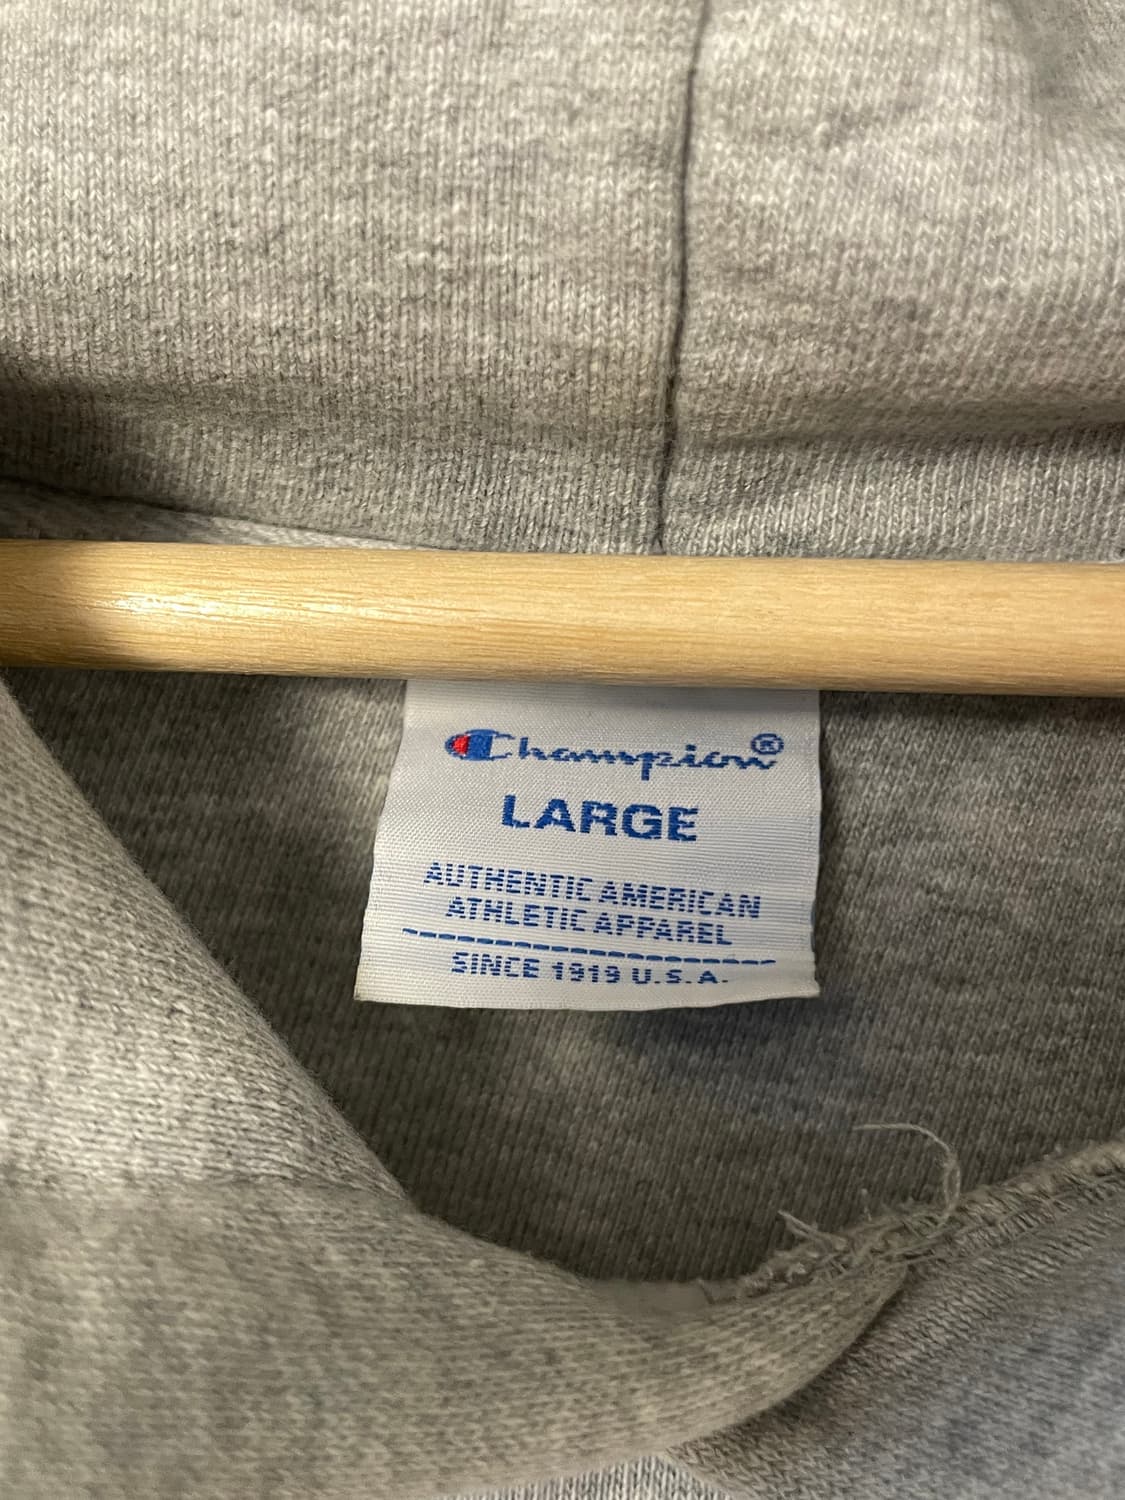 Champion®
LARGE
AUTHENTIC AMERICAN
ATHLETIC APPAREL
SINCE 1919 U.S.A.